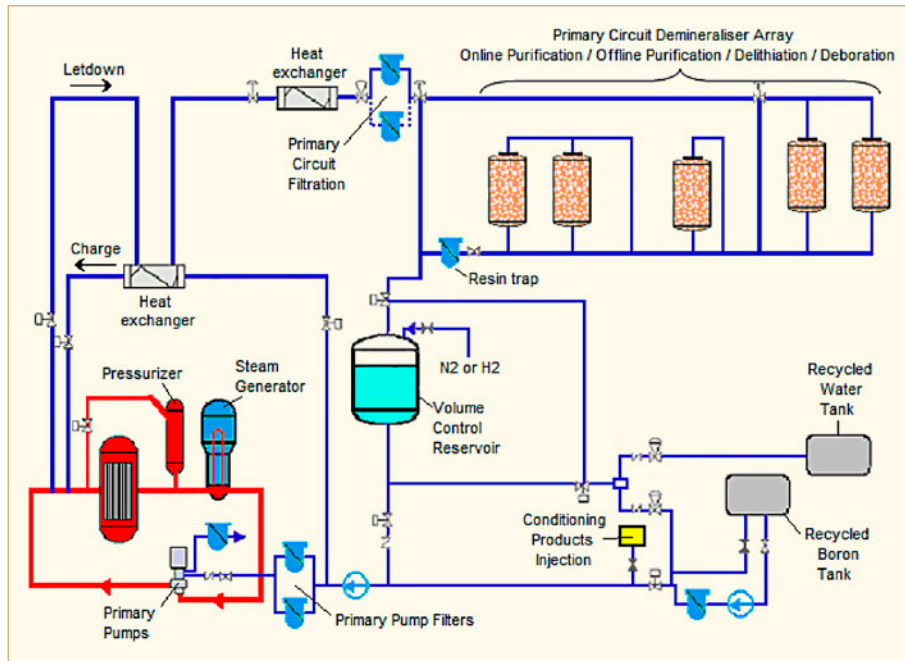 Primary Circuit Demineraliser Array
Online Purification / Offline Purification / Delithiation / Deboration
Heat
exchanger
Letdown
Primary
Circuit
Filtration
Charge
Resin trap
Heat
exchanger
N2 or H2
Steam
Generator
Pressurizer
Volume
Control
Reservoir
Recycled
Water
Tank
Conditioning
Products
Injection
Recycled
Boron
Tank
Primary
Pumps
Primary Pump Filters